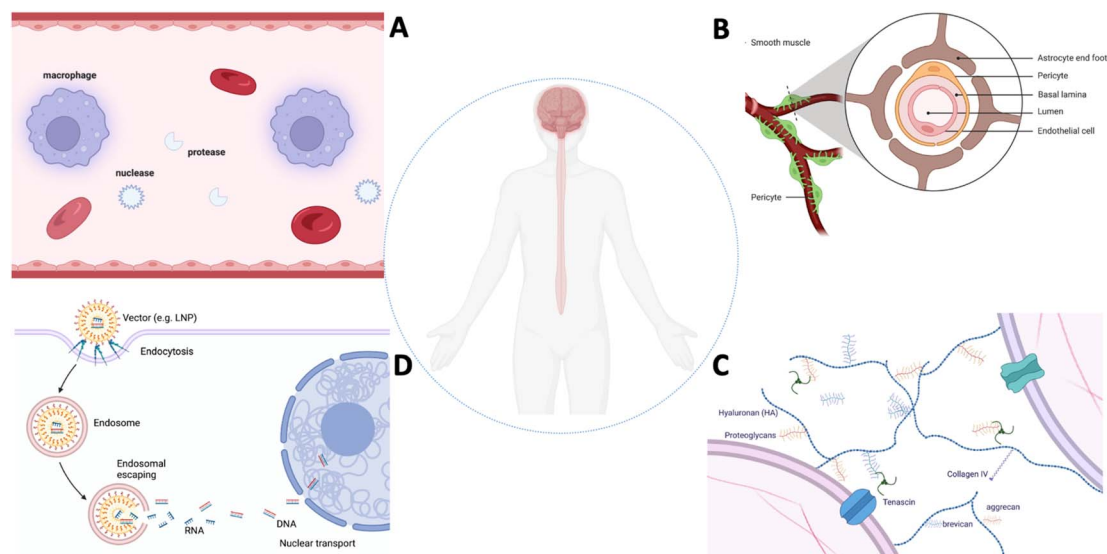 A
macrophage
protease
nuclease
B
Smooth muscle
Astrocyte end foot
Pericyte
Basal lamina
Lumen
Endothelial cell
Pericyte
D
Vector (e.g. LNP)
Endocytosis
Endosome
Endosomal
escaping
RNA
DNA
Nuclear transport
C
Hyaluronan (HA)
Proteoglycans
Collagen IV
Tenascin
aggrecan
brevican